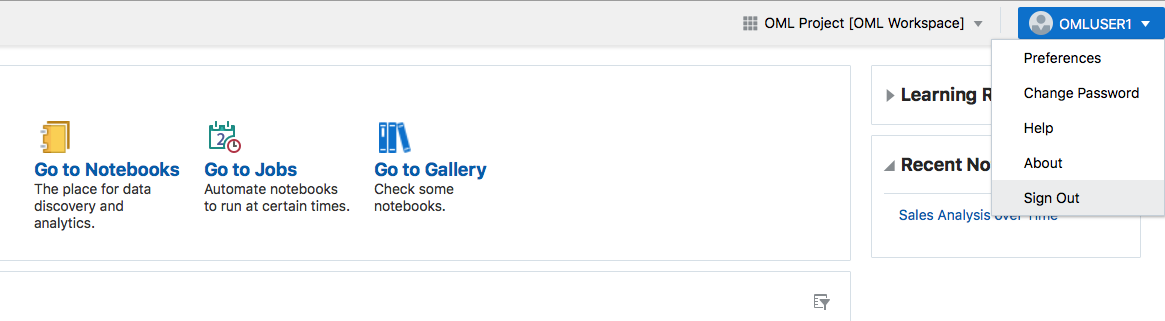 OML Project [OML Workspace]
OMLUSER1
Preferences
Change Password
Help
About
Sign Out
2
Go to Notebooks
The place for data
discovery and
analytics.
Go to Jobs
Automate notebooks
to run at certain times.
Go to Gallery
Check some
notebooks.
Learning R
Recent No
Sales Analysis over Time